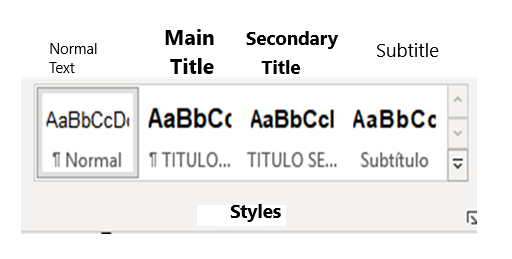 Normal
Text
Main
Title
Secondary
Title
Subtitle
AaBbCcDc AaBbCc AaBbCcI AaBbCc
¶ Normal ¶ TITULO... TITULO SE... Subtítulo
Styles